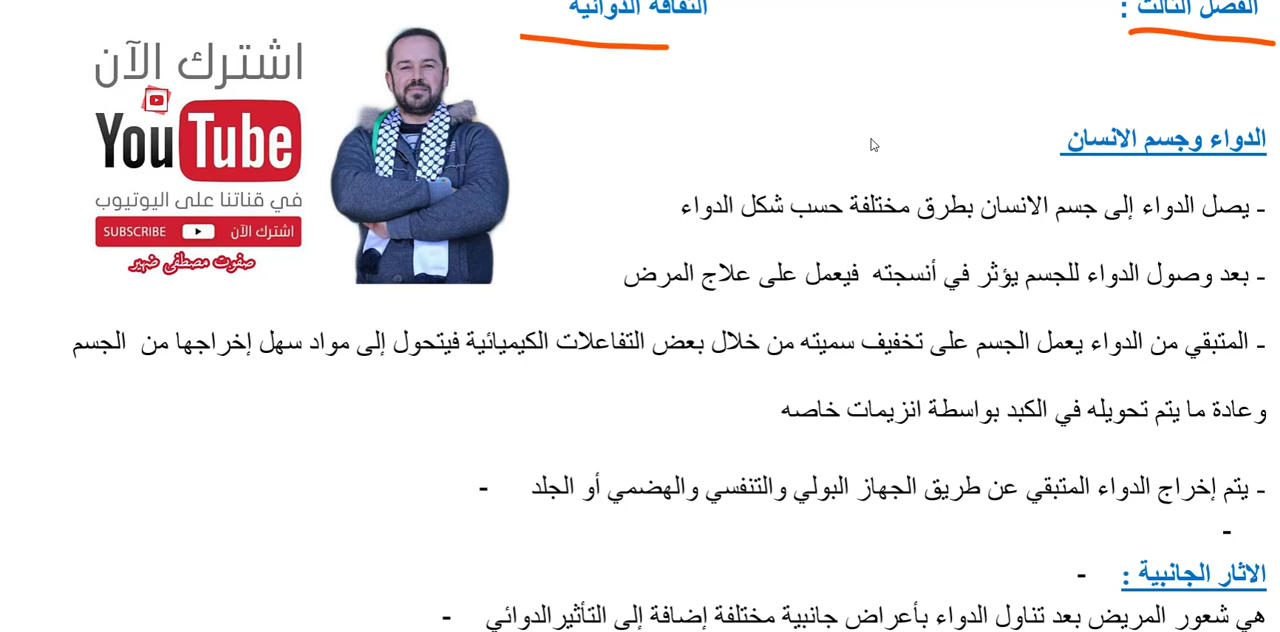 الفصل الثالث :
الثقافة الدوائية
اشترك الآن
YouTube
في قناتنا على اليوتيوب
SUBSCRIBE اشترك الآن
صفوت مصطفى ضهير
الدواء وجسم الانسان
- يصل الدواء إلى جسم الانسان بطرق مختلفة حسب شكل الدواء
- بعد وصول الدواء للجسم يؤثر في أنسجته فيعمل على علاج المرض
- المتبقي من الدواء يعمل الجسم على تخفيف سميته من خلال بعض التفاعلات الكيميائية فيتحول إلى مواد سهل إخراجها من الجسم
وعادة ما يتم تحويله في الكبد بواسطة انزيمات خاصه
- يتم إخراج الدواء المتبقي عن طريق الجهاز البولي والتنفسي والهضمي أو الجلد -
-
الاثار الجانبية : -
هي شعور المريض بعد تناول الدواء بأعراض جانبية مختلفة إضافة إلى التأثيرالدوائي -